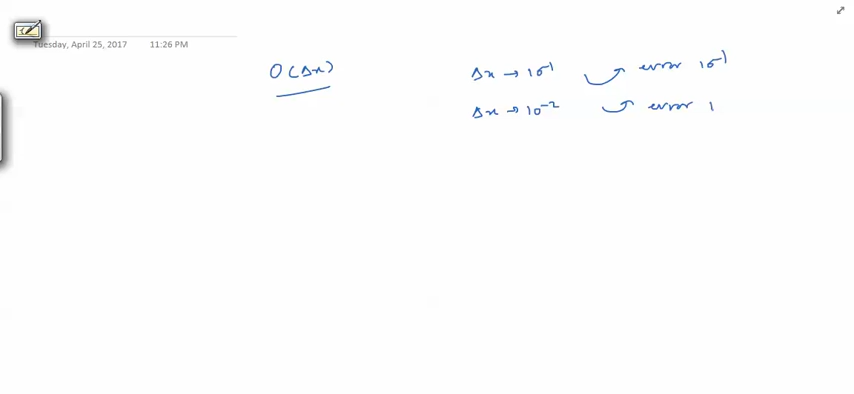 Tuesday, April 25, 2017 11:26 PM
O(Δx)
Δx → 10⁻¹ error 10⁻¹
Δx → 10⁻² error 1